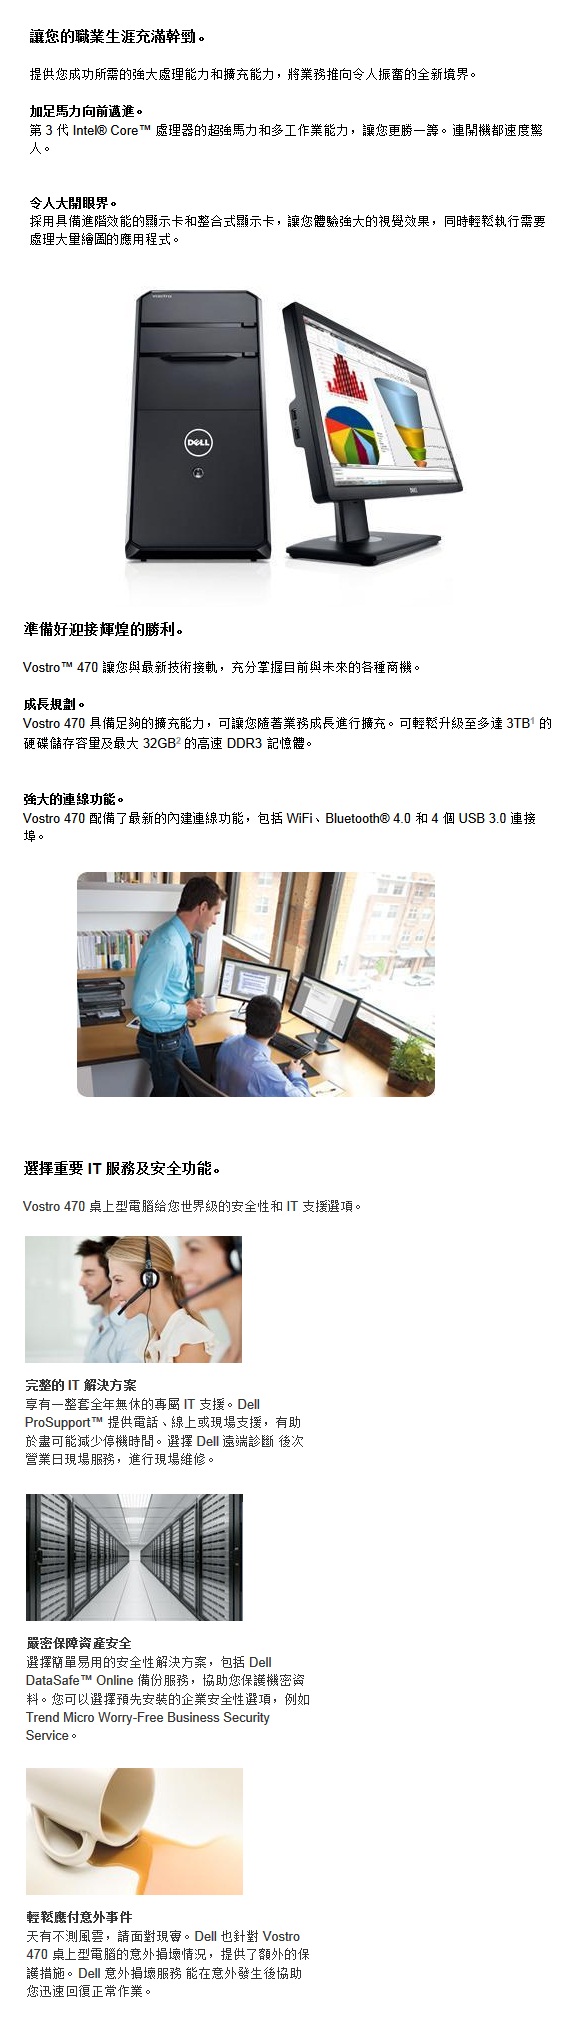 讓您的職業生涯充滿幹勁。
提供您成功所需的強大處理能力和擴充能力，將業務推向令人振奮的全新境界。
加足馬力向前邁進。
第 3 代 Intel® Core™ 處理器的超強馬力和多工作業能力，讓您更勝一籌。連開機都速度驚
人。
令人大開眼界。
採用具備進階效能的顯示卡和整合式顯示卡，讓您體驗強大的視覺效果，同時輕鬆執行需要
處理大量繪圖的應用程式。
vostro
DELL
DELL
準備好迎接輝煌的勝利。
Vostro™ 470 讓您與最新技術接軌，充分掌握目前與未來的各種商機。
成長規劃。
Vostro 470 具備足夠的擴充能力，可讓您隨著業務成長進行擴充。可輕鬆升級至多達 3TB¹ 的
硬碟儲存容量及最大 32GB² 的高速 DDR3 記憶體。
強大的連線功能。
Vostro 470 配備了最新的內建連線功能，包括 WiFi、Bluetooth® 4.0 和 4 個 USB 3.0 連接
埠。
選擇重要 IT 服務及安全功能。
Vostro 470 桌上型電腦給您世界級的安全性和 IT 支援選項。
完整的 IT 解決方案
享有一整套全年無休的專屬 IT 支援。Dell
ProSupport™ 提供電話、線上或現場支援，有助
於盡可能減少停機時間。選擇 Dell 遠端診斷 後次
營業日現場服務，進行現場維修。
嚴密保障資產安全
選擇簡單易用的安全性解決方案，包括 Dell
DataSafe™ Online 備份服務，協助您保護機密資
料。您可以選擇預先安裝的企業安全性選項，例如
Trend Micro Worry-Free Business Security
Service。
輕鬆應付意外事件
天有不測風雲，請面對現實。Dell 也針對 Vostro
470 桌上型電腦的意外損壞情況，提供了額外的保
護措施。Dell 意外損壞服務 能在意外發生後協助
您迅速回復正常作業。